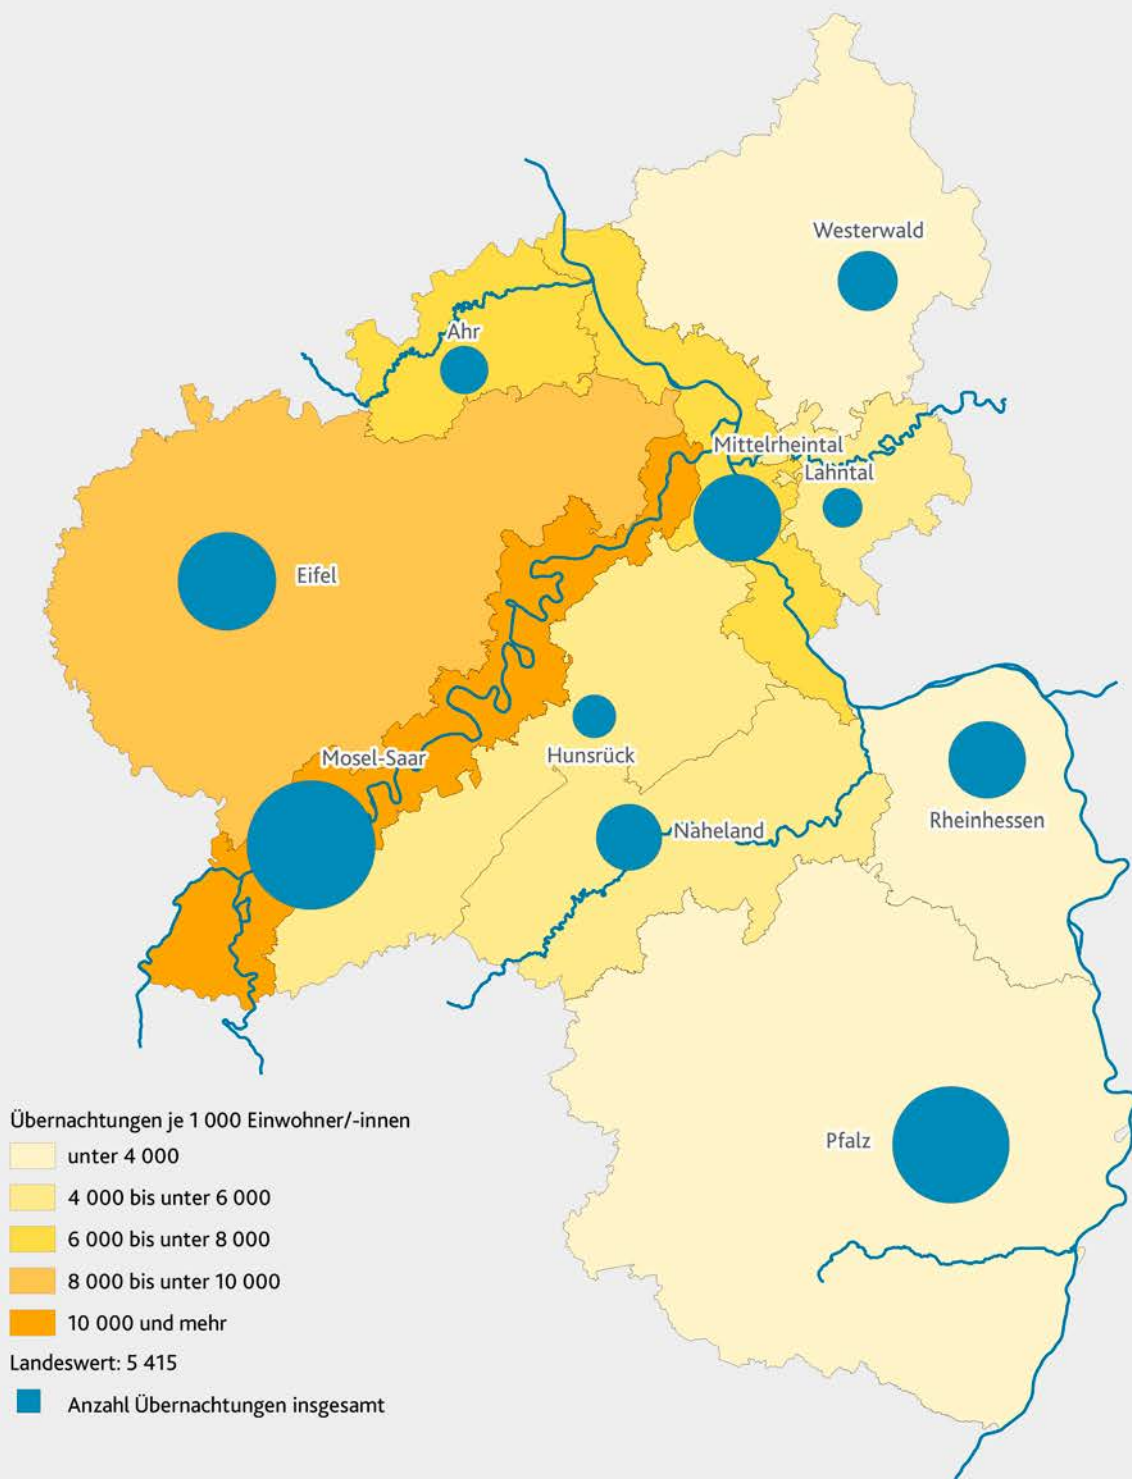 Westerwald
Ahr
Mittelrheintal
Lahntal
Eifel
Hunsrück
Mosel-Saar
Rheinhessen
Naheland
Pfalz
Übernachtungen je 1 000 Einwohner/-innen
unter 4 000
4 000 bis unter 6 000
6 000 bis unter 8 000
8 000 bis unter 10 000
10 000 und mehr
Landeswert: 5 415
Anzahl Übernachtungen insgesamt